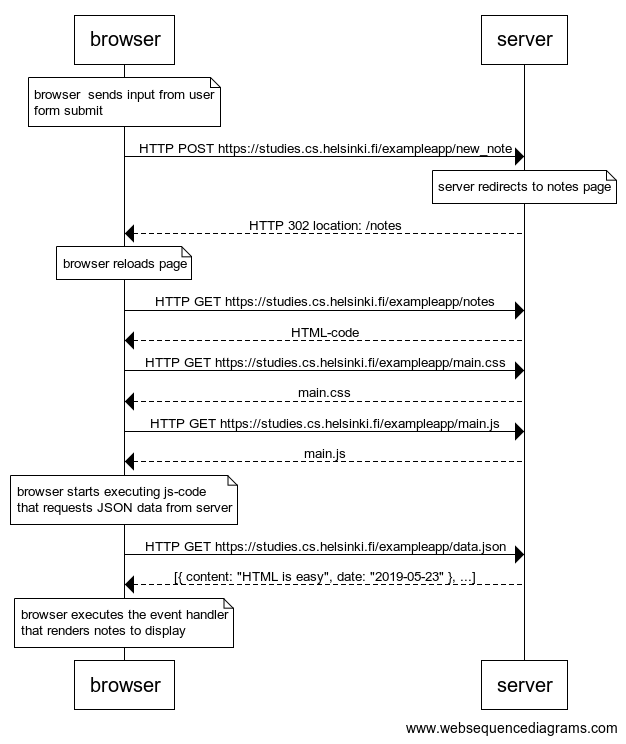 browser
server
browser  sends input from user
form submit
HTTP POST https://studies.cs.helsinki.fi/exampleapp/new_note
server redirects to notes page
HTTP 302 location: /notes
browser reloads page
HTTP GET https://studies.cs.helsinki.fi/exampleapp/notes
HTML-code
HTTP GET https://studies.cs.helsinki.fi/exampleapp/main.css
main.css
HTTP GET https://studies.cs.helsinki.fi/exampleapp/main.js
main.js
browser starts executing js-code
that requests JSON data from server
HTTP GET https://studies.cs.helsinki.fi/exampleapp/data.json
[{ content: "HTML is easy", date: "2019-05-23" }, ...]
browser executes the event handler
that renders notes to display
browser
server
www.websequencediagrams.com